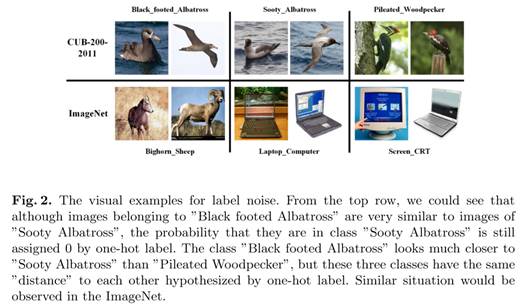 Black_footed_Albatross Sooty_Albatross Pileated_Woodpecker
CUB-200-
2011
ImageNet
Bighorn_Sheep Laptop_Computer Screen_CRT
Fig. 2. The visual examples for label noise. From the top row, we could see that
although images belonging to ”Black footed Albatross” are very similar to images of
”Sooty Albatross”, the probability that they are in class ”Sooty Albatross” is still
assigned 0 by one-hot label. The class ”Black footed Albatross” looks much closer to
”Sooty Albatross” than ”Pileated Woodpecker”, but these three classes have the same
”distance” to each other hypothesized by one-hot label. Similar situation would be
observed in the ImageNet.